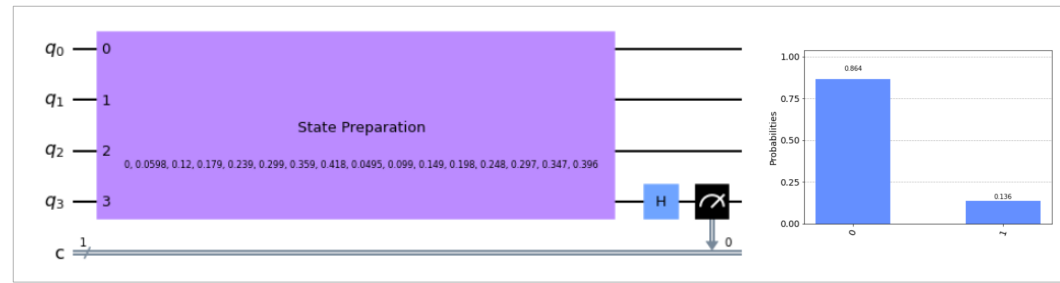 q0 0
q1 1
State Preparation
q2 2
0, 0.0598, 0.12, 0.179, 0.239, 0.299, 0.359, 0.418, 0.0495, 0.099, 0.149, 0.198, 0.248, 0.297, 0.347, 0.396
q3 3 H
c 1 0
1.00
0.864
0.75
Probabilities
0.50
0.25
0.136
0.00
0 1